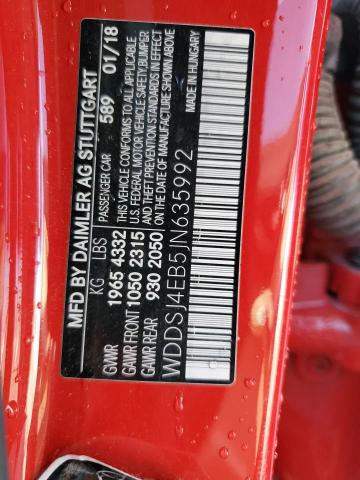 MFD BY DAIMLER AG STUTTGART
PASSENGER CAR 589 01/18
KG LBS
GVWR 1965 4332
GAWR FRONT 1050 2315
GAWR REAR 930 2050
THIS VEHICLE CONFORMS TO ALL APPLICABLE
U.S. FEDERAL MOTOR VEHICLE SAFETY, BUMPER,
AND THEFT PREVENTION STANDARDS IN EFFECT
ON THE DATE OF MANUFACTURE SHOWN ABOVE
MADE IN HUNGARY
WDDSJ4EB5JN635992